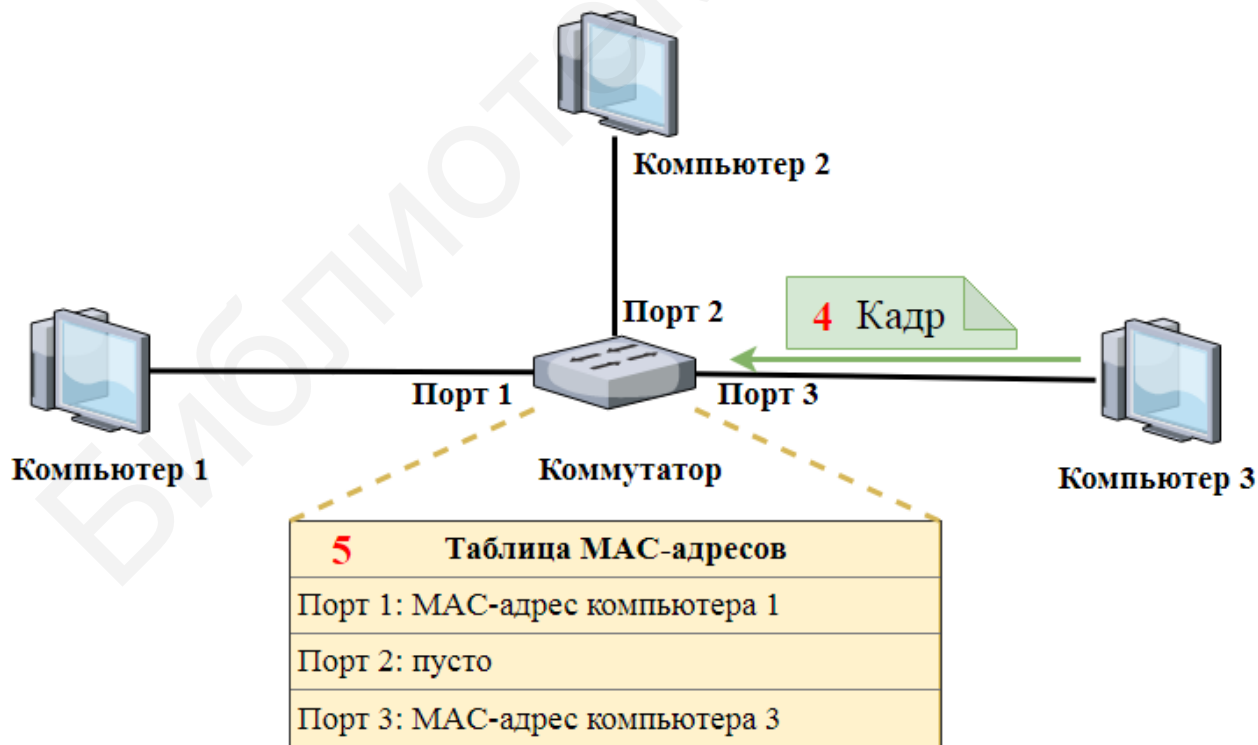 Компьютер 2
Порт 2
4 Кадр
Порт 1
Порт 3
Компьютер 1
Коммутатор
Компьютер 3
5 Таблица MAC-адресов
Порт 1: MAC-адрес компьютера 1
Порт 2: пусто
Порт 3: MAC-адрес компьютера 3